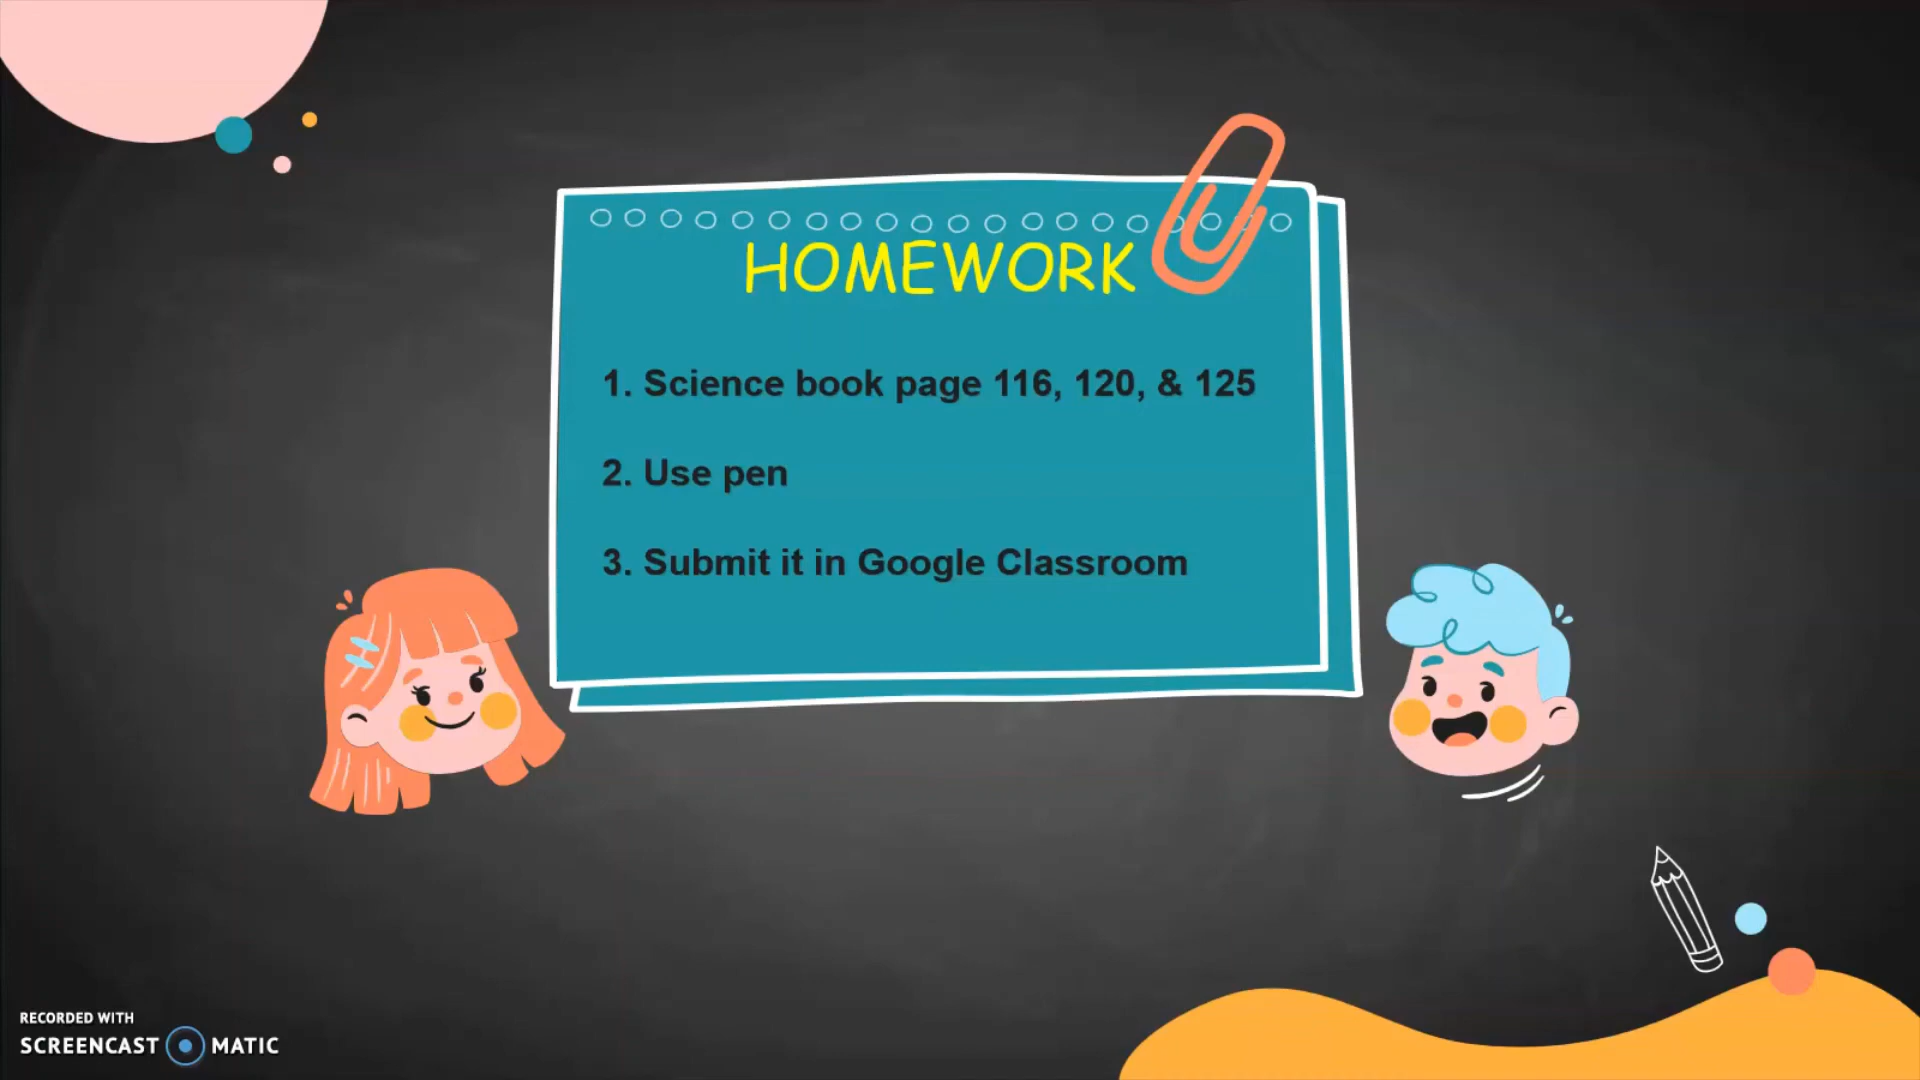 HOMEWORK
1. Science book page 116, 120, & 125
2. Use pen
3. Submit it in Google Classroom
RECORDED WITH
SCREENCAST MATIC